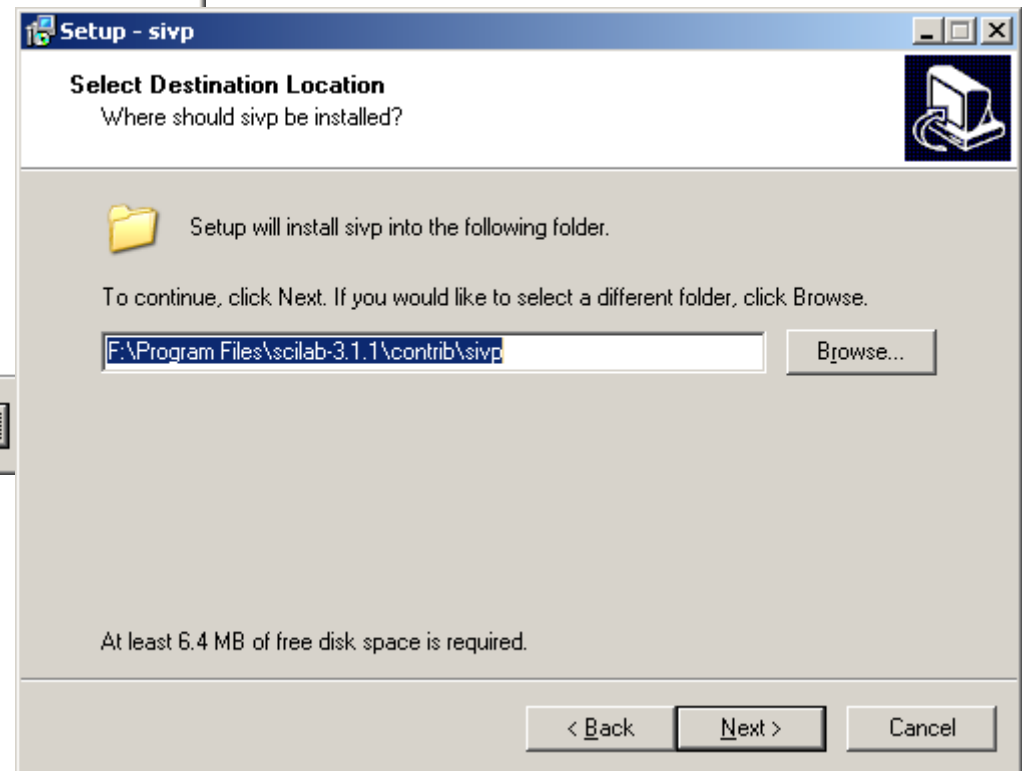 Setup - sivp
Select Destination Location
Where should sivp be installed?
Setup will install sivp into the following folder.
To continue, click Next. If you would like to select a different folder, click Browse.
F:\Program Files\scilab-3.1.1\contrib\sivp
Browse...
At least 6.4 MB of free disk space is required.
< Back
Next >
Cancel